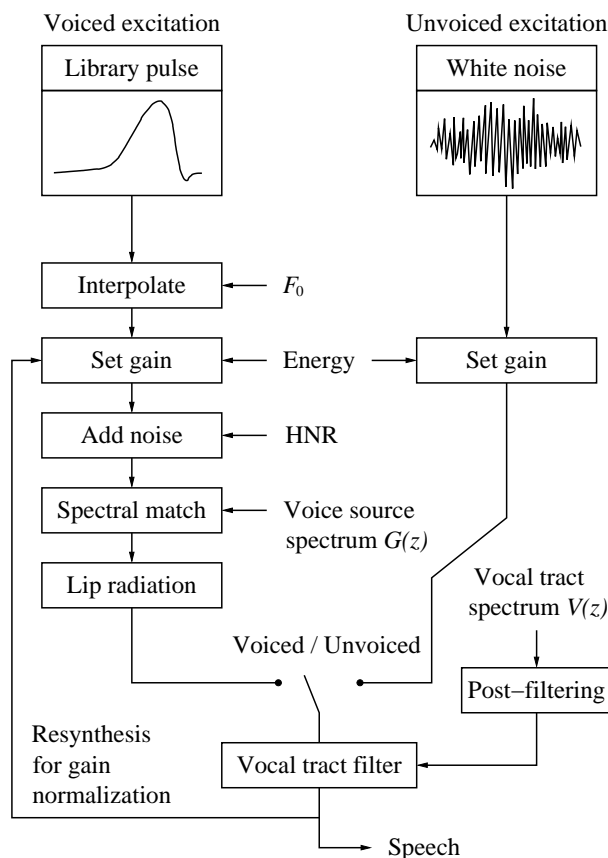 Voiced excitation
Unvoiced excitation
Library pulse
White noise
Interpolate
F0
Set gain
Energy
Set gain
Add noise
HNR
Spectral match
Voice source
spectrum G(z)
Lip radiation
Vocal tract
spectrum V(z)
Voiced / Unvoiced
Post−filtering
Resynthesis
for gain
normalization
Vocal tract filter
Speech